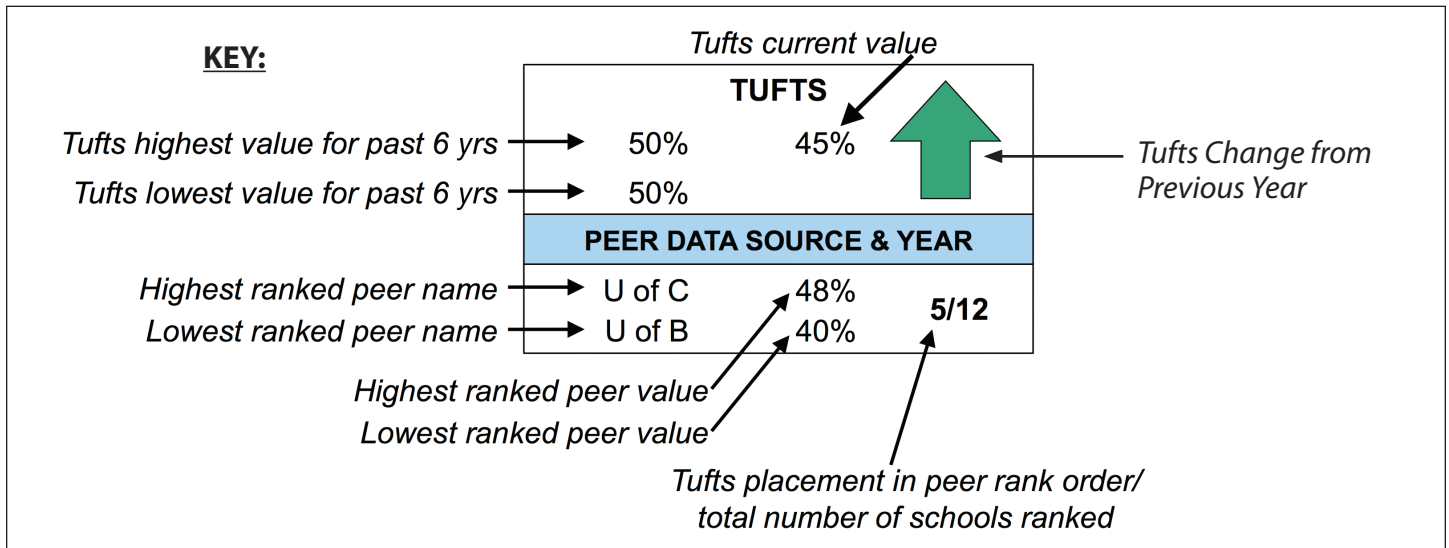 KEY:
Tufts current value
TUFTS
Tufts highest value for past 6 yrs
50%
45%
Tufts Change from
Previous Year
Tufts lowest value for past 6 yrs
50%
PEER DATA SOURCE & YEAR
Highest ranked peer name
U of C
48%
5/12
Lowest ranked peer name
U of B
40%
Highest ranked peer value
Lowest ranked peer value
Tufts placement in peer rank order/
total number of schools ranked